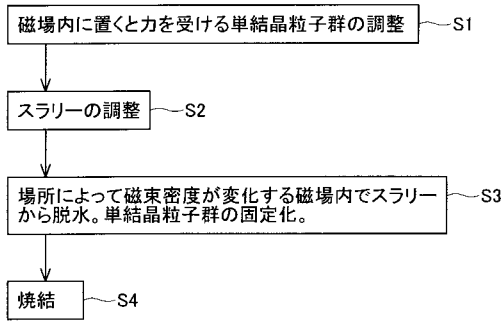 磁場内に置くと力を受ける単結晶粒子群の調整 S1
スラリーの調整 S2
場所によって磁束密度が変化する磁場内でスラリー
から脱水。単結晶粒子群の固定化。 S3
焼結 S4